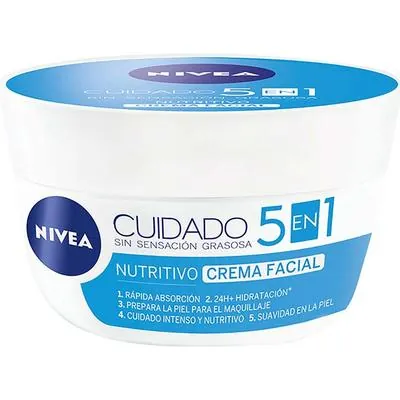 NIVEA
CUIDADO 5 EN 1
SIN SENSACIÓN GRASOSA
NUTRITIVO
CREMA FACIAL
NIVEA
CUIDADO 5 EN 1
SIN SENSACIÓN GRASOSA
NUTRITIVO CREMA FACIAL
1. RÁPIDA ABSORCIÓN 2. 24H+ HIDRATACIÓN*
3. PREPARA LA PIEL PARA EL MAQUILLAJE
4. CUIDADO INTENSO Y NUTRITIVO 5. SUAVIDAD EN LA PIEL